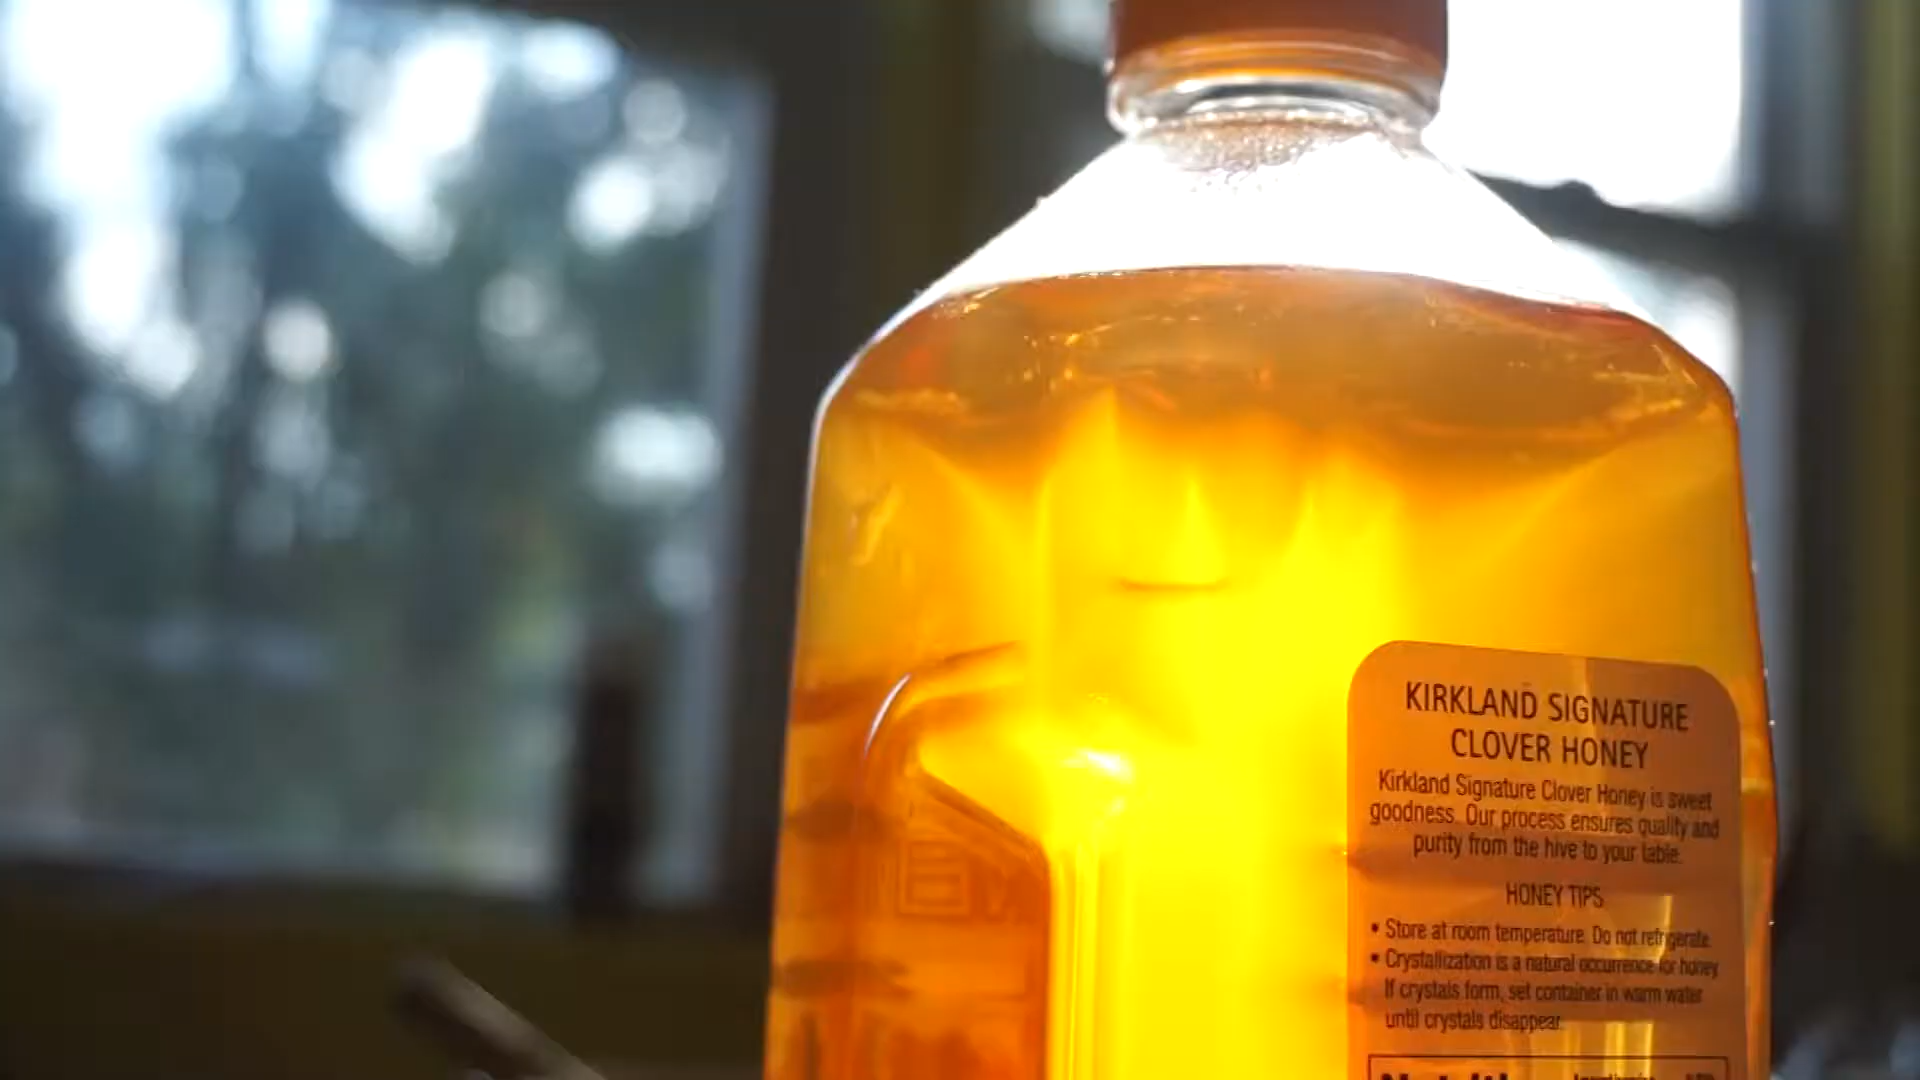 KIRKLAND SIGNATURE
CLOVER HONEY
Kirkland Signature Clover Honey is sweet
goodness. Our process ensures quality and
purity from the hive to your table.
HONEY TIPS
• Store at room temperature. Do not refrigerate.
• Crystallization is a natural occurrence for honey.
If crystals form, set container in warm water
until crystals disappear.